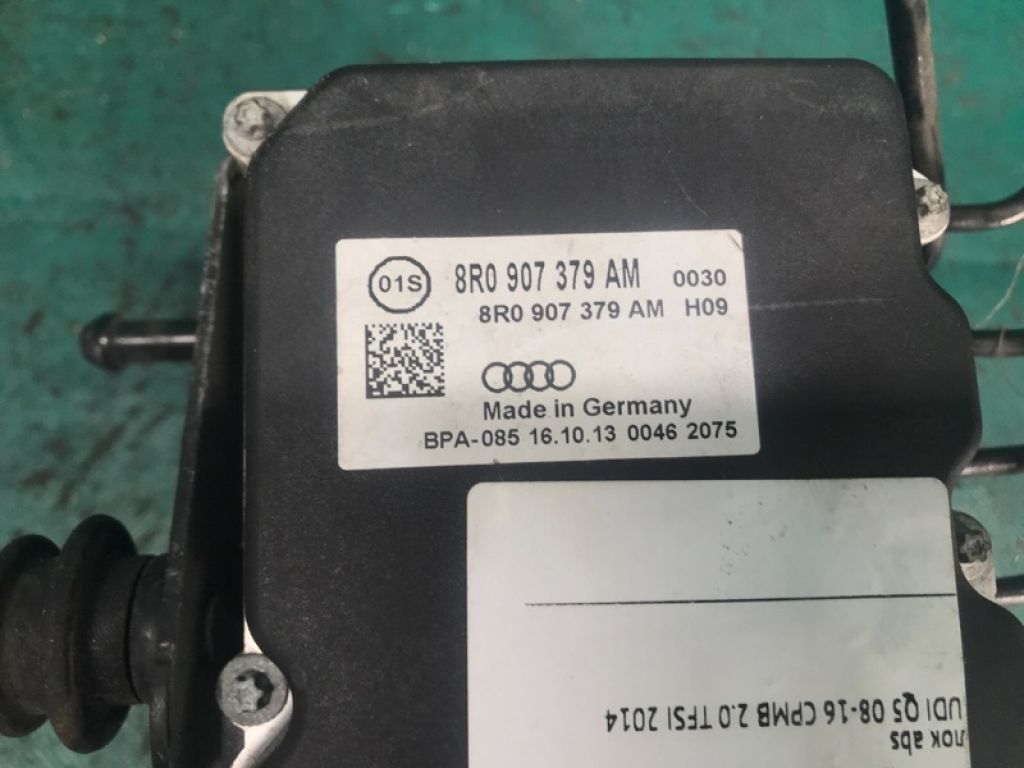 01S 8R0 907 379 AM 0030
8R0 907 379 AM H09
Made in Germany
BPA-085 16.10.13 0046 2075
лок abs
UDI Q5 08-16 CPMB 2.0 TFSI 2014